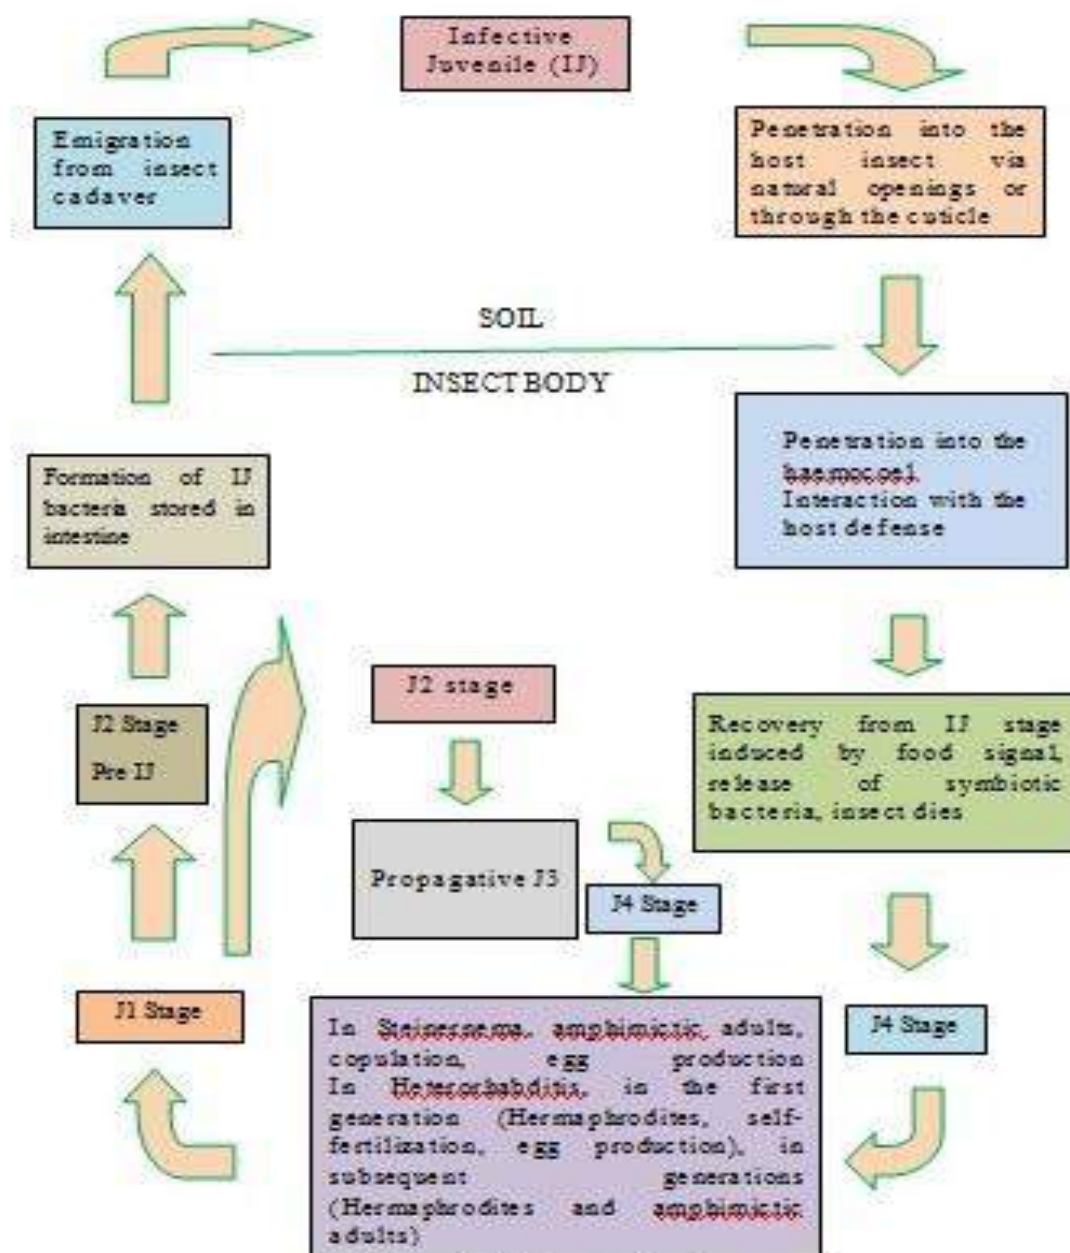 Infective
Juvenile (IJ)
Emigration
from insect
cadaver
Penetration into the
host insect via
natural openings or
through the cuticle
SOIL
INSECT BODY
Penetration into the
haemocoel
Interaction with the
host defense
Formation of IJ
bacteria stored in
intestine
J2 stage
J2 Stage
Pre IJ
Recovery from IJ stage
induced by food signal,
release of symbiotic
bacteria, insect dies
Propagative J3
J4 Stage
J1 Stage
J4 Stage
In Steinernema, amphimictic adults,
copulation, egg production
In Heterorhabditis, in the first
generation (Hermaphrodites, self-
fertilization, egg production), in
subsequent generations
(Hermaphrodites and amphimictic
adults)